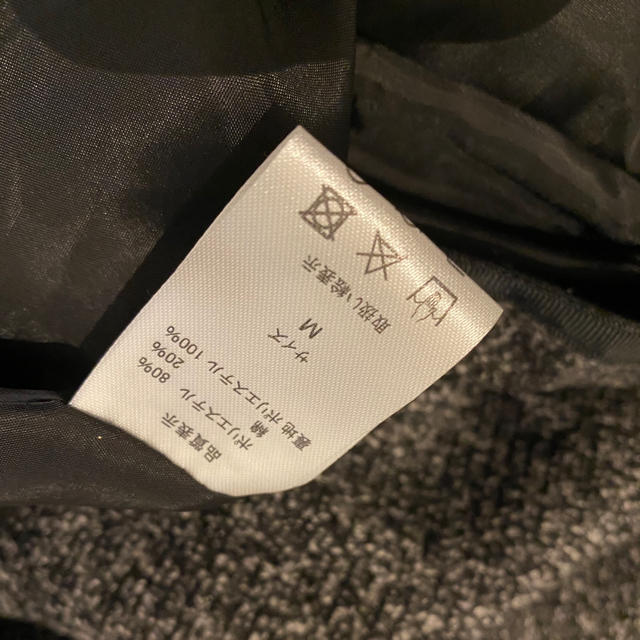 品質表示
ポリエステル 80%
綿 20%
裏地 ポリエステル 100%
サイズ
M
取扱い絵表示